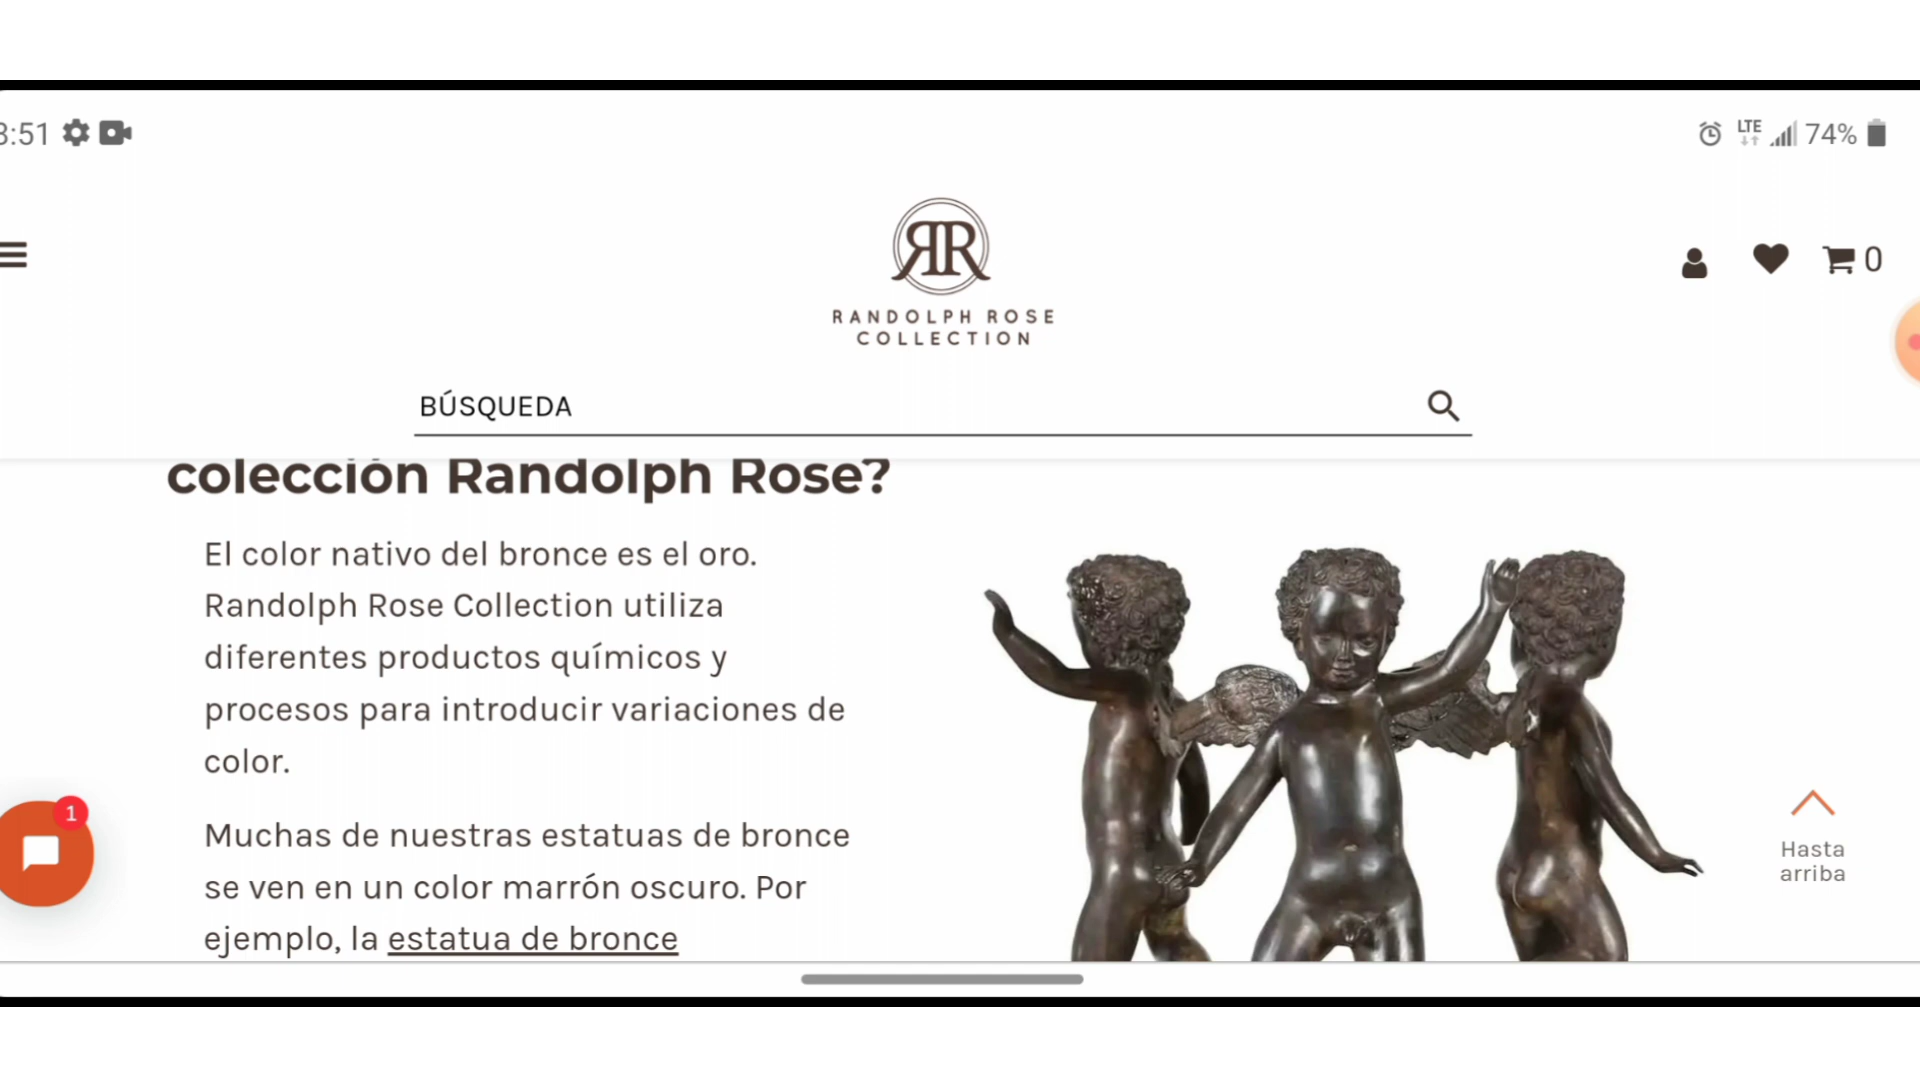 :51
LTE
74%
RANDOLPH ROSE
COLLECTION
0
BÚSQUEDA
colección Randolph Rose?
El color nativo del bronce es el oro.
Randolph Rose Collection utiliza
diferentes productos químicos y
procesos para introducir variaciones de
color.
Muchas de nuestras estatuas de bronce
se ven en un color marrón oscuro. Por
ejemplo, la estatua de bronce
1
Hasta
arriba